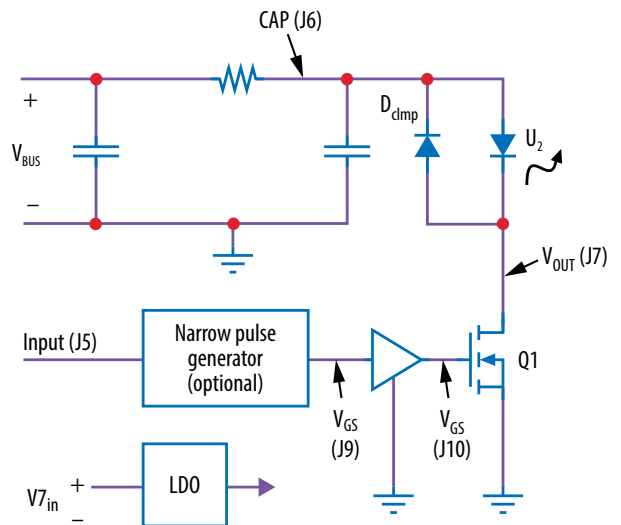 CAP (J6)
+
D_clmp
U_2
V_BUS
−
V_OUT (J7)
Input (J5)
Narrow pulse
generator
(optional)
Q1
V_GS
(J9)
V_GS
(J10)
V7_in
+
−
LDO